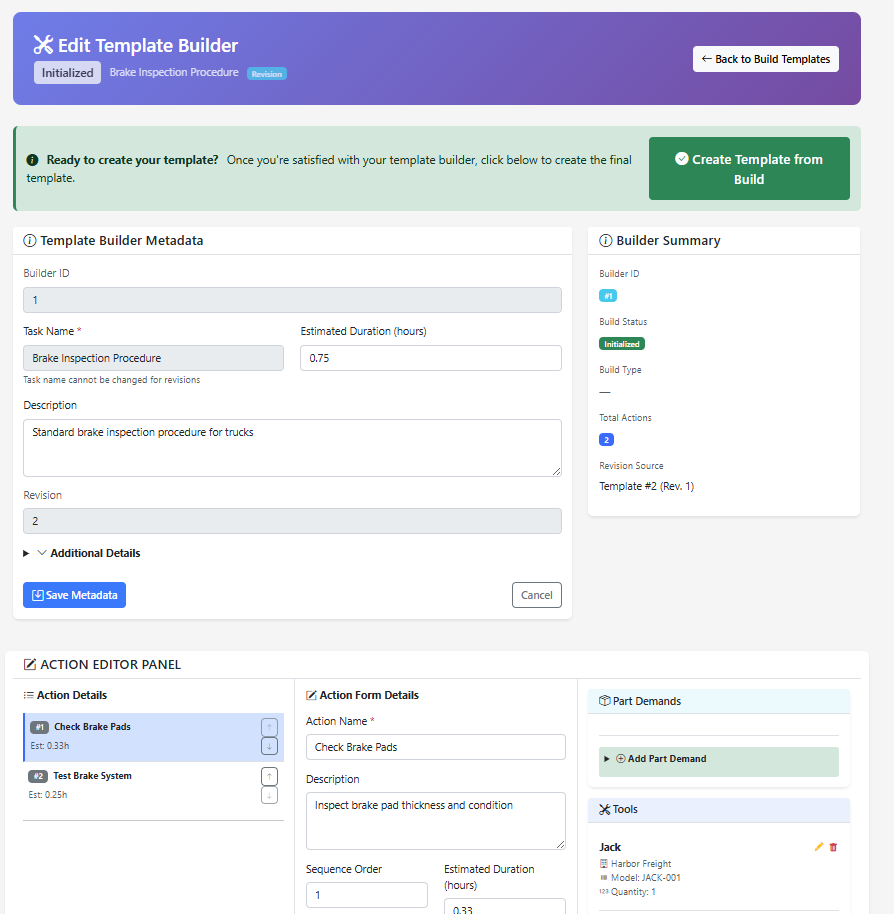 Edit Template Builder
Initialized Brake Inspection Procedure Revision
← Back to Build Templates
Ready to create your template? Once you're satisfied with your template builder, click below to create the final
template.
Create Template from
Build
Template Builder Metadata
Builder ID
1
Task Name *
Estimated Duration (hours)
Brake Inspection Procedure
0.75
Task name cannot be changed for revisions
Description
Standard brake inspection procedure for trucks
Revision
2
Additional Details
Save Metadata
Cancel
Builder Summary
Builder ID
#1
Build Status
Initialized
Build Type
—
Total Actions
2
Revision Source
Template #2 (Rev. 1)
ACTION EDITOR PANEL
Action Details
#1 Check Brake Pads
Est: 0.33h
#2 Test Brake System
Est: 0.25h
Action Form Details
Action Name *
Check Brake Pads
Description
Inspect brake pad thickness and condition
Sequence Order
1
Estimated Duration
(hours)
0.33
Part Demands
Add Part Demand
Tools
Jack
Harbor Freight
Model: JACK-001
123 Quantity: 1